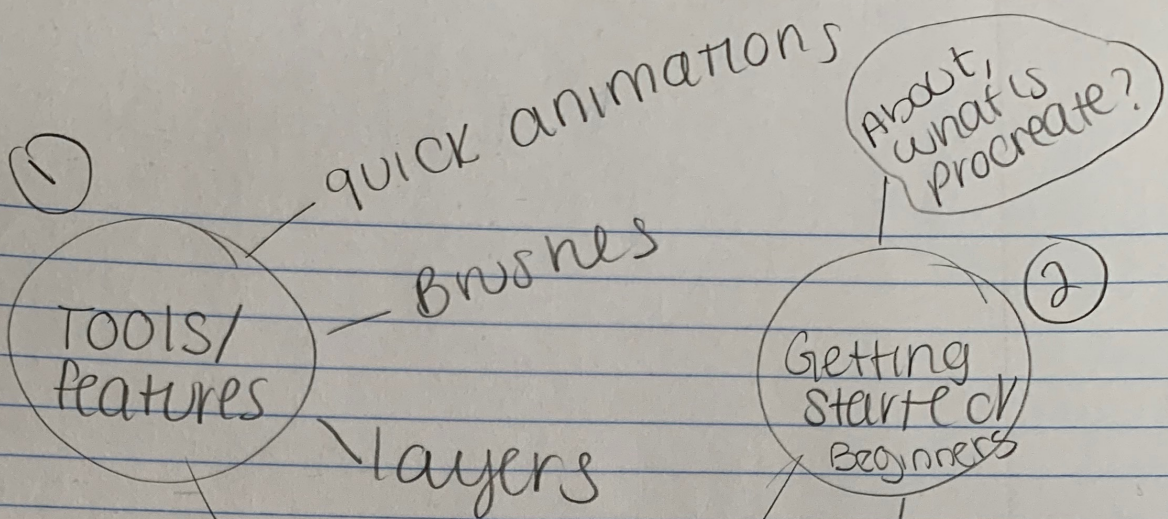 1
quick animations
Brushes
TOOlS/
features
layers
About,
what is
procreate?
2
Getting
started/
Beginners